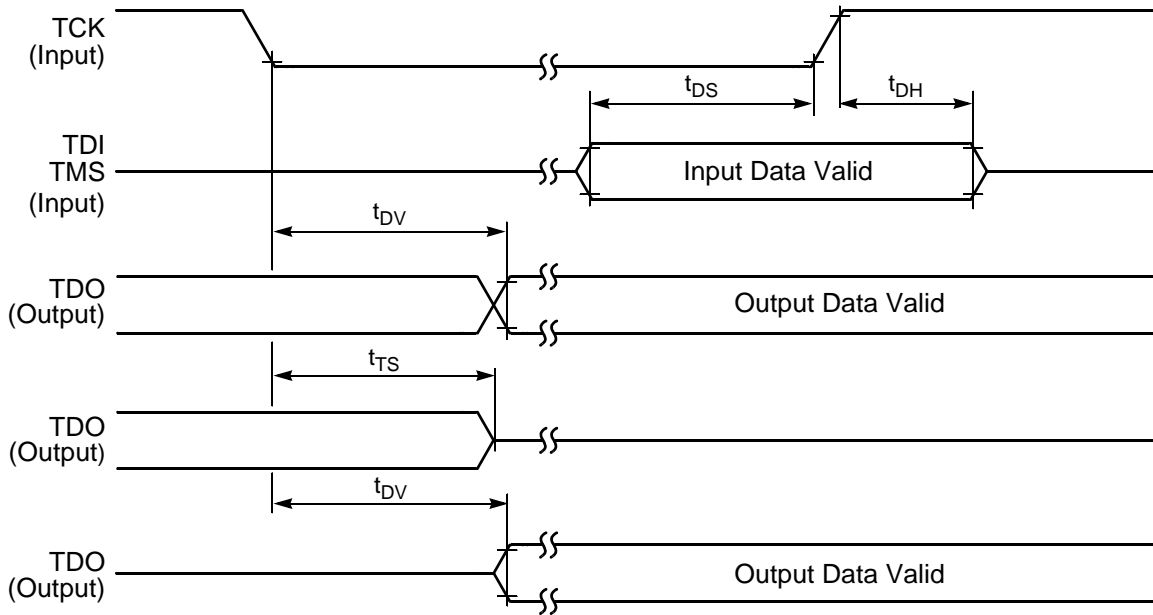 TCK
(Input)
tDS
tDH
TDI
TMS
(Input)
Input Data Valid
tDV
TDO
(Output)
Output Data Valid
tTS
TDO
(Output)
tDV
TDO
(Output)
Output Data Valid